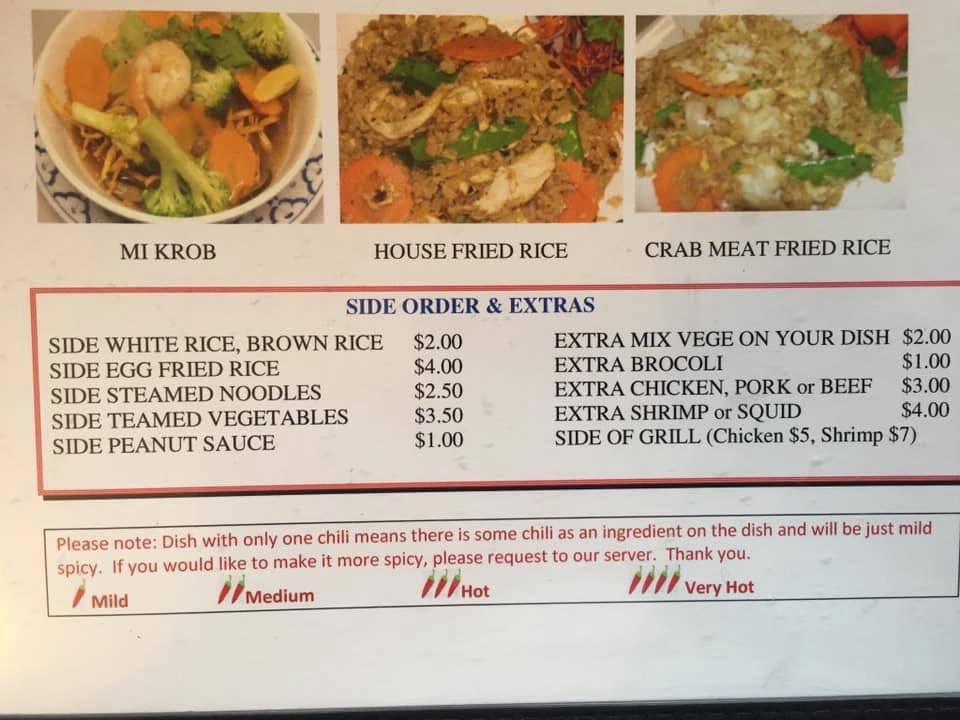 MI KROB
HOUSE FRIED RICE
CRAB MEAT FRIED RICE
SIDE ORDER & EXTRAS
SIDE WHITE RICE, BROWN RICE $2.00
SIDE EGG FRIED RICE $4.00
SIDE STEAMED NOODLES $2.50
SIDE TEAMED VEGETABLES $3.50
SIDE PEANUT SAUCE $1.00
EXTRA MIX VEGE ON YOUR DISH $2.00
EXTRA BROCOLI $1.00
EXTRA CHICKEN, PORK or BEEF $3.00
EXTRA SHRIMP or SQUID $4.00
SIDE OF GRILL (Chicken $5, Shrimp $7)
Please note: Dish with only one chili means there is some chili as an ingredient on the dish and will be just mild
spicy. If you would like to make it more spicy, please request to our server. Thank you.
Mild Medium Hot Very Hot